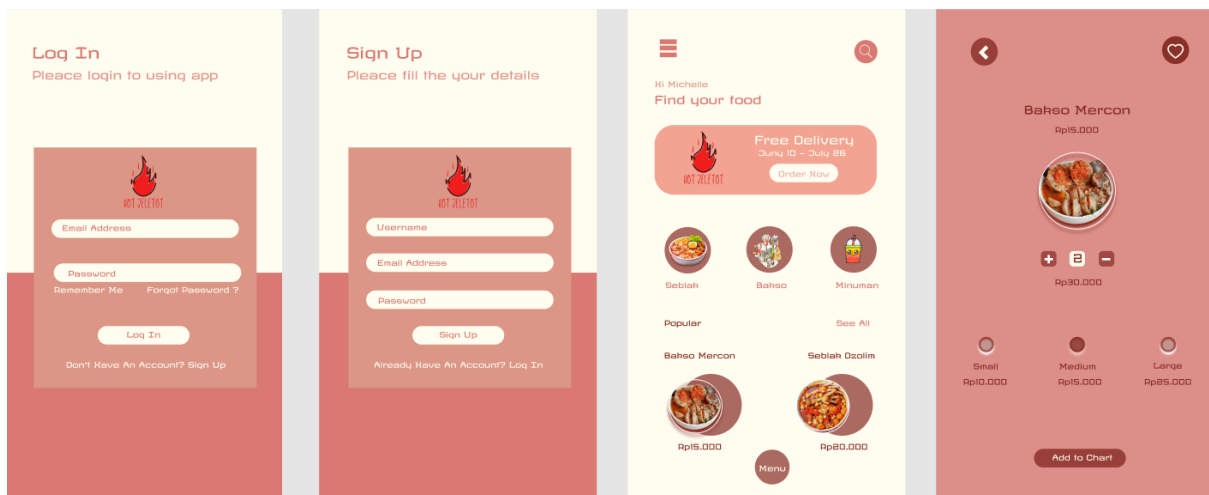 Log In
Pleace login to using app
HOT JELETOT
Email Address
Password
Remember Me Forgot Password ?
Log In
Don't Have An Account? Sign Up
Sign Up
Pleace fill the your details
HOT JELETOT
Username
Email Address
Password
Sign Up
Already Have An Account? Log In
Hi Michelle
Find your food
HOT JELETOT
Free Delivery
Juny 10 - July 26
Order Now
Seblak Bakso Minuman
Popular See All
Bakso Mercon Seblak Dzolim
Rp15.000 Rp20.000
Menu
Bakso Mercon
Rp15.000
+ 2 -
Rp30.000
Small Medium Large
Rp10.000 Rp15.000 Rp25.000
Add to Chart